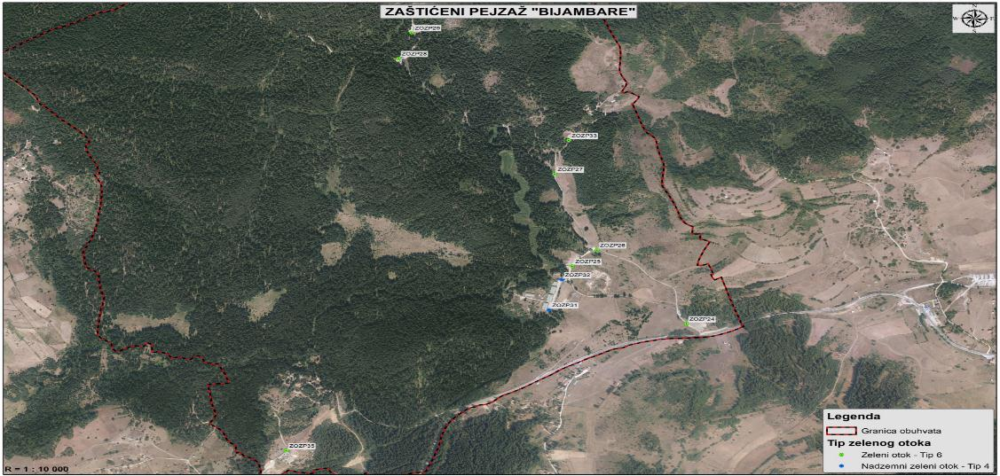 ZAŠTIĆENI PEJZAŽ "BIJAMBARE"
N
W
E
S
ZOZP29
ZOZP28
ZOZP33
ZOZP27
ZOZP26
ZOZP25
ZOZP32
ZOZP31
ZOZP24
ZOZP35
Legenda
Granica obuhvata
Tip zelenog otoka
Zeleni otok - Tip 6
Nadzemni zeleni otok - Tip 4
R = 1 : 10 000